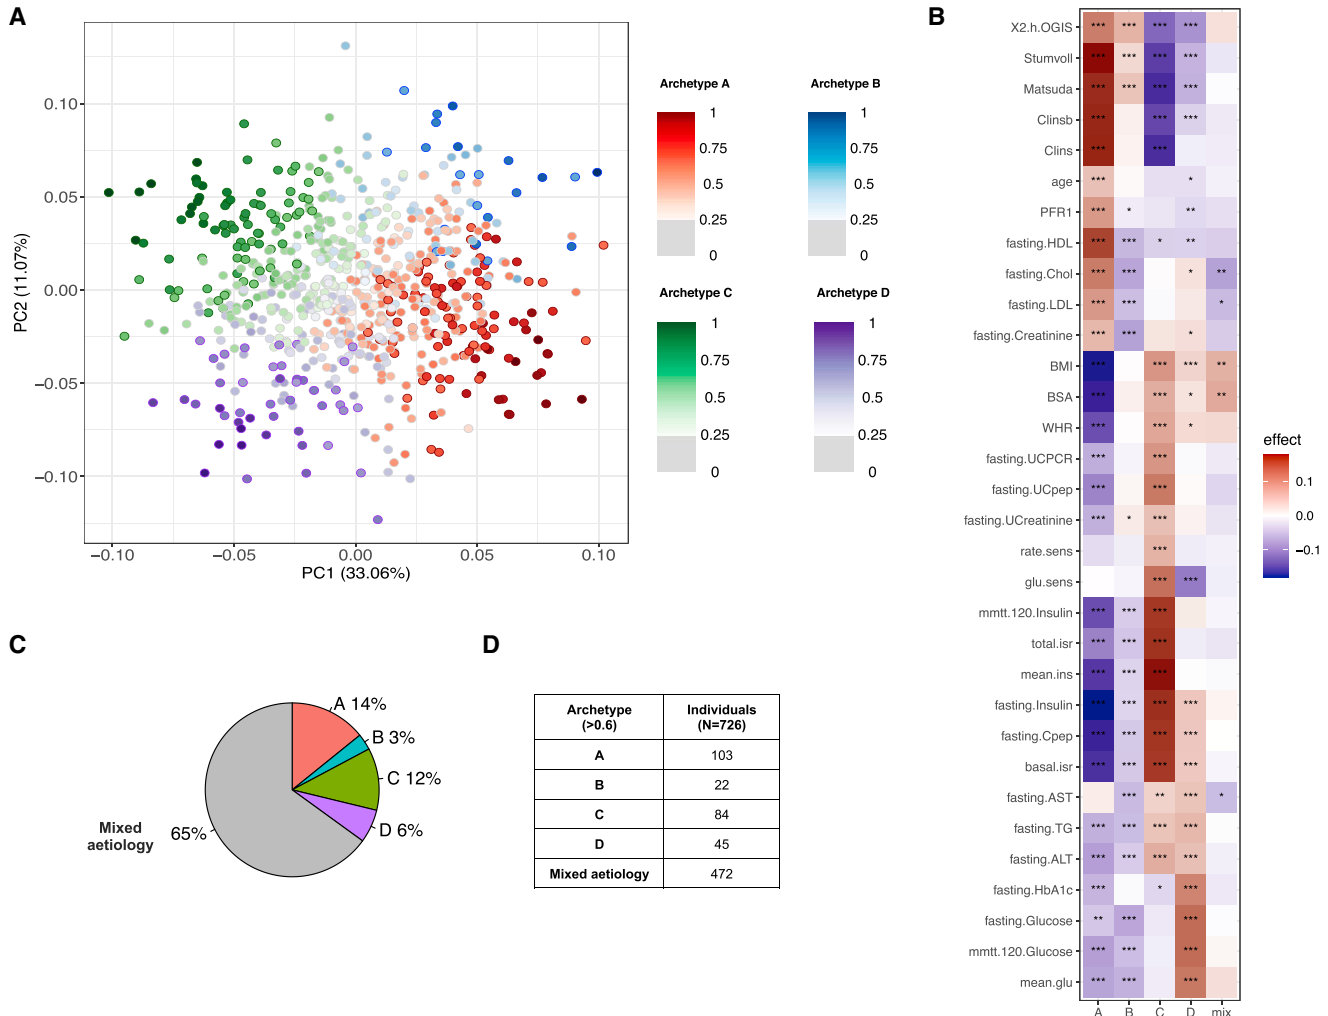 A
PC2 (11.07%)
0.10
0.05
0.00
−0.05
−0.10
−0.10
−0.05
0.00
0.05
0.10
PC1 (33.06%)
Archetype A
1
0.75
0.5
0.25
0
Archetype B
1
0.75
0.5
0.25
0
Archetype C
1
0.75
0.5
0.25
0
Archetype D
1
0.75
0.5
0.25
0
B
X2.h.OGIS *** *** *** ***
Stumvoll *** *** *** ***
Matsuda *** *** *** ***
Clinsb *** *** ***
Clins *** ***
age *** *
PFR1 *** * **
fasting.HDL *** *** * **
fasting.Chol *** *** * **
fasting.LDL *** *** *
fasting.Creatinine *** *** *
BMI *** *** *** **
BSA *** *** * **
WHR *** *** *
fasting.UCPCR *** ***
fasting.UCpep *** ***
fasting.UCreatinine *** * ***
rate.sens ***
glu.sens *** ***
mmtt.120.Insulin *** *** ***
total.isr *** *** ***
mean.ins *** *** ***
fasting.Insulin *** *** *** ***
fasting.Cpep *** *** *** ***
basal.isr *** *** *** ***
fasting.AST *** ** *** *
fasting.TG *** *** *** ***
fasting.ALT *** *** *** ***
fasting.HbA1c *** * ***
fasting.Glucose ** *** ***
mmtt.120.Glucose *** *** ***
mean.glu *** *** ***
A B C D mix
effect
0.1
0.0
−0.1
C
A 14%
B 3%
C 12%
D 6%
65%
Mixed
aetiology
D
Archetype
(>0.6)
Individuals
(N=726)
A 103
B 22
C 84
D 45
Mixed aetiology 472